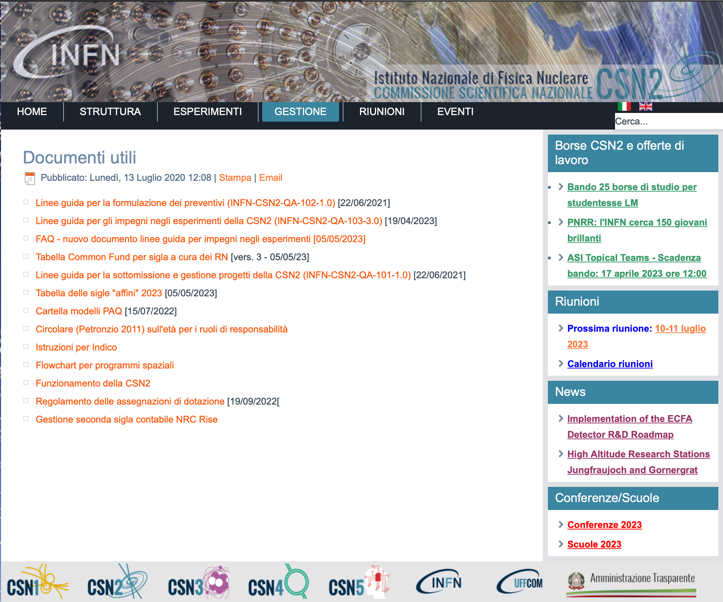 INFN
Istituto Nazionale di Fisica Nucleare
COMMISSIONE SCIENTIFICA NAZIONALE CSN2
HOME STRUTTURA ESPERIMENTI GESTIONE RIUNIONI EVENTI
Cerca...
Documenti utili
Pubblicato: Lunedì, 13 Luglio 2020 12:08 | Stampa | Email
Linee guida per la formulazione dei preventivi (INFN-CSN2-QA-102-1.0) [22/06/2021]
Linee guida per gli impegni negli esperimenti della CSN2 (INFN-CSN2-QA-103-3.0) [19/04/2023]
FAQ - nuovo documento linee guida per impegni negli esperimenti [05/05/2023]
Tabella Common Fund per sigla a cura dei RN [vers. 3 - 05/05/23]
Linee guida per la sottomissione e gestione progetti della CSN2 (INFN-CSN2-QA-101-1.0) [22/06/2021]
Tabella delle sigle "affini" 2023 [05/05/2023]
Cartella modelli PAQ [15/07/2022]
Circolare (Petronzio 2011) sull'età per i ruoli di responsabilità
Istruzioni per Indico
Flowchart per programmi spaziali
Funzionamento della CSN2
Regolamento delle assegnazioni di dotazione [19/09/2022[
Gestione seconda sigla contabile NRC Rise
Borse CSN2 e offerte di
lavoro
Bando 25 borse di studio per
studentesse LM
PNRR: l'INFN cerca 150 giovani
brillanti
ASI Topical Teams - Scadenza
bando: 17 aprile 2023 ore 12:00
Riunioni
Prossima riunione: 10-11 luglio
2023
Calendario riunioni
News
Implementation of the ECFA
Detector R&D Roadmap
High Altitude Research Stations
Jungfraujoch and Gornergrat
Conferenze/Scuole
Conferenze 2023
Scuole 2023
CSN1 CSN2 CSN3 CSN4 CSN5 INFN UFFCOM Amministrazione Trasparente